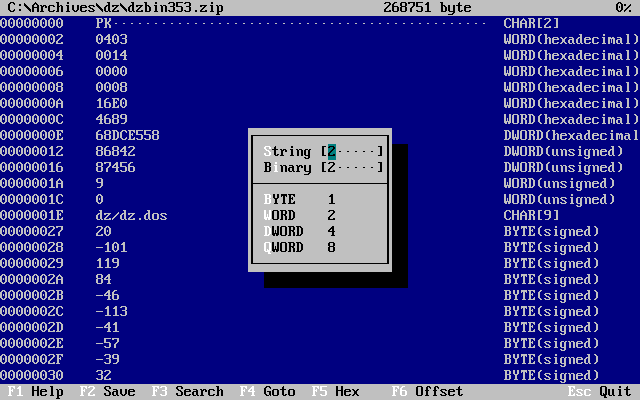 C:\Archives\dz\dzbin353.zip 268751 byte 0%
00000000 PK·············································· CHAR[2]
00000002 0403 WORD(hexadecimal)
00000004 0014 WORD(hexadecimal)
00000006 0000 WORD(hexadecimal)
00000008 0008 WORD(hexadecimal)
0000000A 16E0 WORD(hexadecimal)
0000000C 4689 WORD(hexadecimal)
0000000E 68DCE558 DWORD(hexadecimal
00000012 86842 DWORD(unsigned)
00000016 87456 DWORD(unsigned)
0000001A 9 WORD(unsigned)
0000001C 0 WORD(unsigned)
0000001E dz/dz.dos CHAR[9]
00000027 20 BYTE(signed)
00000028 -101 BYTE(signed)
00000029 119 BYTE(signed)
0000002A 84 BYTE(signed)
0000002B -46 BYTE(signed)
0000002C -113 BYTE(signed)
0000002D -41 BYTE(signed)
0000002E -57 BYTE(signed)
0000002F -39 BYTE(signed)
00000030 32 BYTE(signed)
String [2·····]
Binary [2·····]
BYTE 1
WORD 2
DWORD 4
QWORD 8
F1 Help F2 Save F3 Search F4 Goto F5 Hex F6 Offset Esc Quit